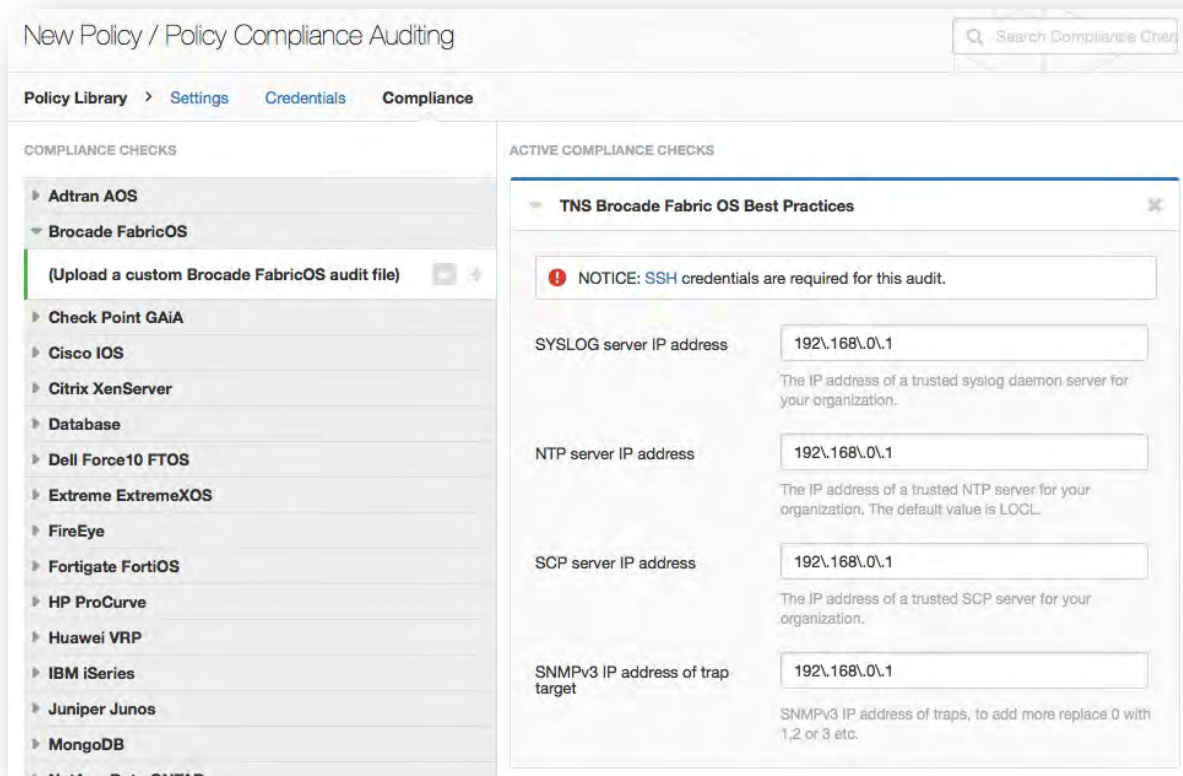 New Policy / Policy Compliance Auditing
Search Compliance Chec
Policy Library > Settings Credentials Compliance
COMPLIANCE CHECKS
Adtran AOS
Brocade FabricOS
(Upload a custom Brocade FabricOS audit file)
Check Point GAiA
Cisco IOS
Citrix XenServer
Database
Dell Force10 FTOS
Extreme ExtremeXOS
FireEye
Fortigate FortiOS
HP ProCurve
Huawei VRP
IBM iSeries
Juniper Junos
MongoDB
ACTIVE COMPLIANCE CHECKS
TNS Brocade Fabric OS Best Practices
NOTICE: SSH credentials are required for this audit.
SYSLOG server IP address
192\.168\.0\.1
The IP address of a trusted syslog daemon server for
your organization.
NTP server IP address
192\.168\.0\.1
The IP address of a trusted NTP server for your
organization. The default value is LOCL.
SCP server IP address
192\.168\.0\.1
The IP address of a trusted SCP server for your
organization.
SNMPv3 IP address of trap
target
192\.168\.0\.1
SNMPv3 IP address of traps, to add more replace 0 with
1,2 or 3 etc.